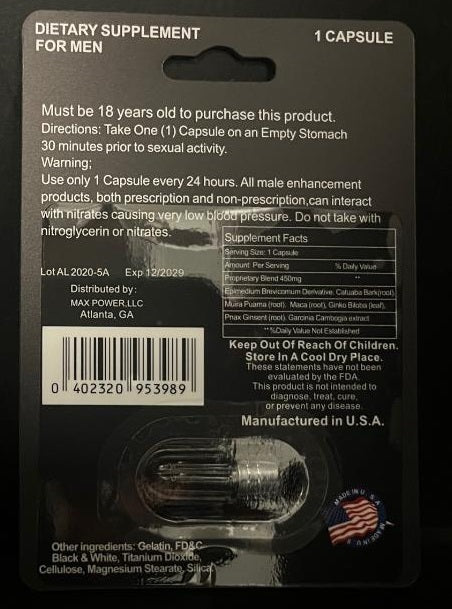 DIETARY SUPPLEMENT
FOR MEN
1 CAPSULE
Must be 18 years old to purchase this product.
Directions: Take One (1) Capsule on an Empty Stomach
30 minutes prior to sexual activity.
Warning;
Use only 1 Capsule every 24 hours. All male enhancement
products, both prescription and non-prescription,can interact
with nitrates causing very low blood pressure. Do not take with
nitroglycerin or nitrates.
Supplement Facts
Serving Size: 1 Capsule
Amount Per Serving % Daily Value
Proprietary Blend 450mg **
Epimedium Brevicornum Derivative. Catuaba Bark(root).
Muira Puama (root). Maca (root), Ginko Biloba (leaf),
Pnax Ginsent (root). Garcinia Cambogia extract
**%Daily Value Not Established
Lot AL 2020-5A Exp 12/2029
Distributed by:
MAX POWER,LLC
Atlanta, GA
0 402320 953989
Keep Out Of Reach Of Children.
Store In A Cool Dry Place.
These statements have not been
evaluated by the FDA.
This product is not intended to
diagnose, treat, cure,
or prevent any disease.
Manufactured in U.S.A.
MADE IN U.S.A
MADE IN U.S
Other ingredients: Gelatin, FD&C
Black & White, Titanium Dioxide,
Cellulose, Magnesium Stearate, Silica.